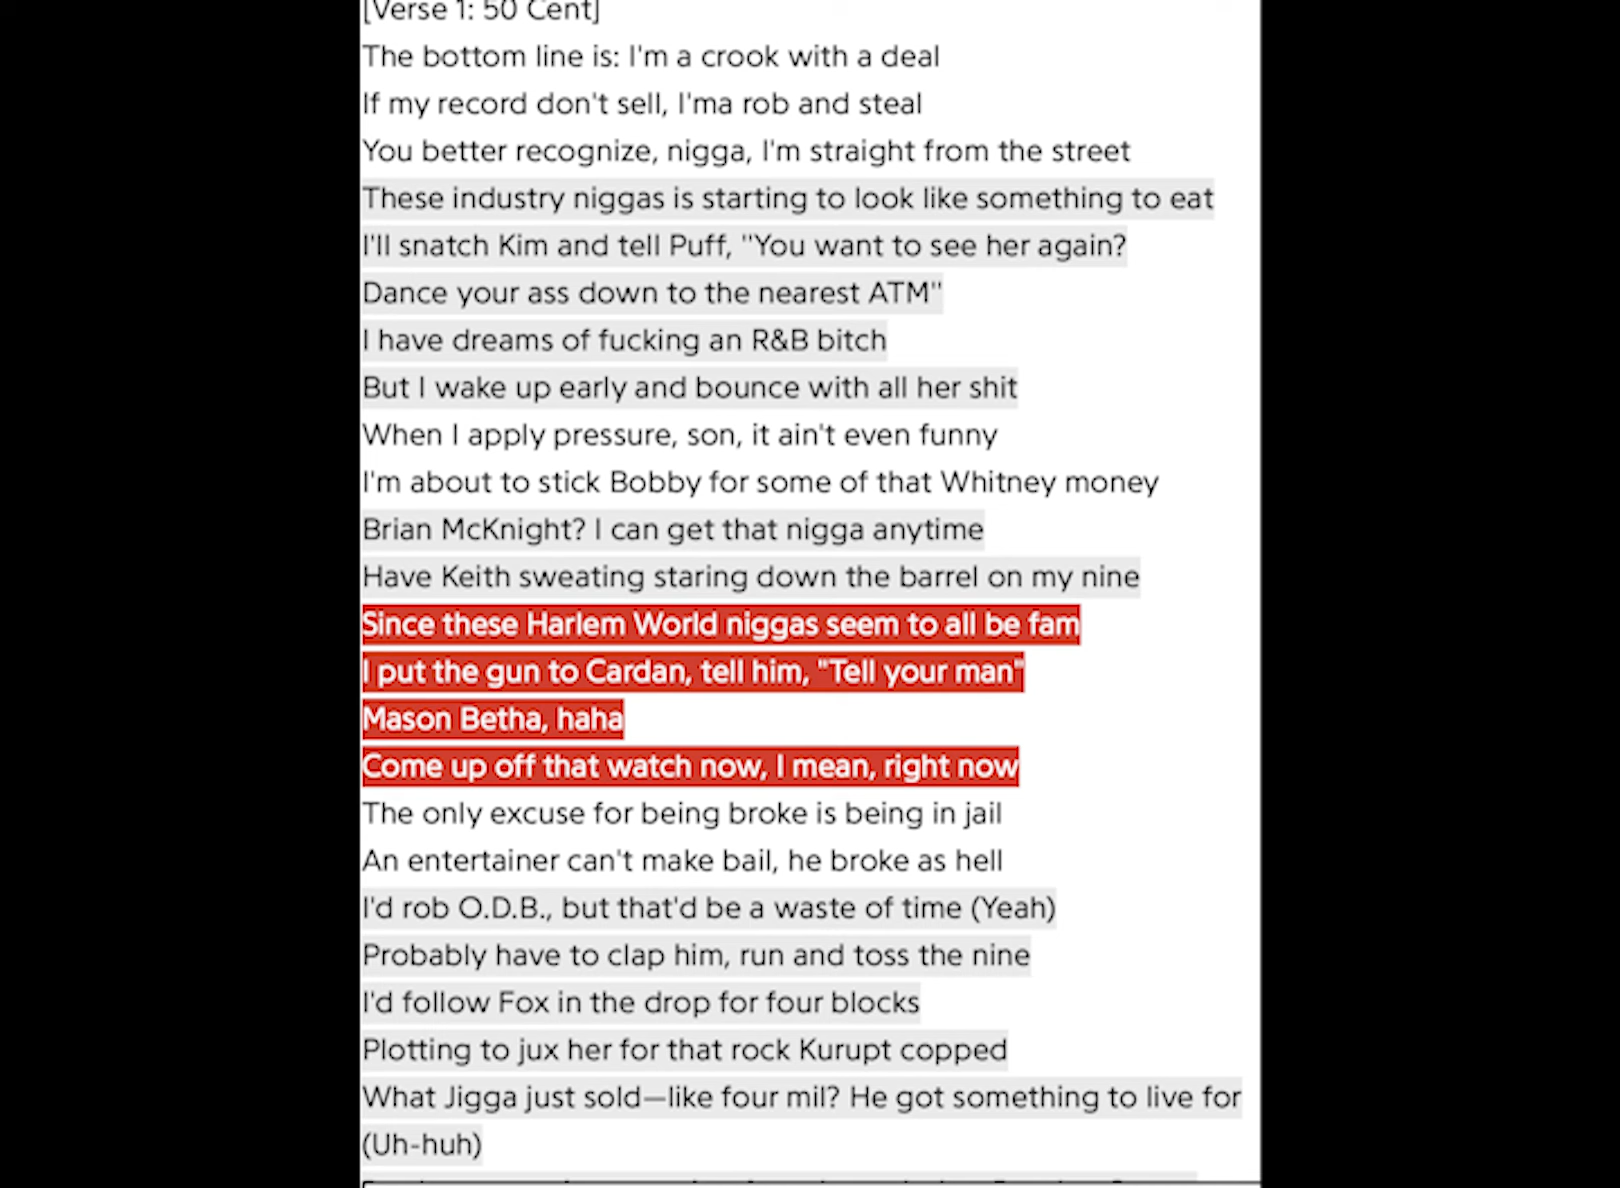 [Verse 1: 50 Cent]
The bottom line is: I'm a crook with a deal
If my record don't sell, I'ma rob and steal
You better recognize, nigga, I'm straight from the street
These industry niggas is starting to look like something to eat
I'll snatch Kim and tell Puff, "You want to see her again?
Dance your ass down to the nearest ATM"
I have dreams of fucking an R&B bitch
But I wake up early and bounce with all her shit
When I apply pressure, son, it ain't even funny
I'm about to stick Bobby for some of that Whitney money
Brian McKnight? I can get that nigga anytime
Have Keith sweating staring down the barrel on my nine
Since these Harlem World niggas seem to all be fam
I put the gun to Cardan, tell him, "Tell your man"
Mason Betha, haha
Come up off that watch now, I mean, right now
The only excuse for being broke is being in jail
An entertainer can't make bail, he broke as hell
I'd rob O.D.B., but that'd be a waste of time (Yeah)
Probably have to clap him, run and toss the nine
I'd follow Fox in the drop for four blocks
Plotting to jux her for that rock Kurupt copped
What Jigga just sold—like four mil? He got something to live for
(Uh-huh)